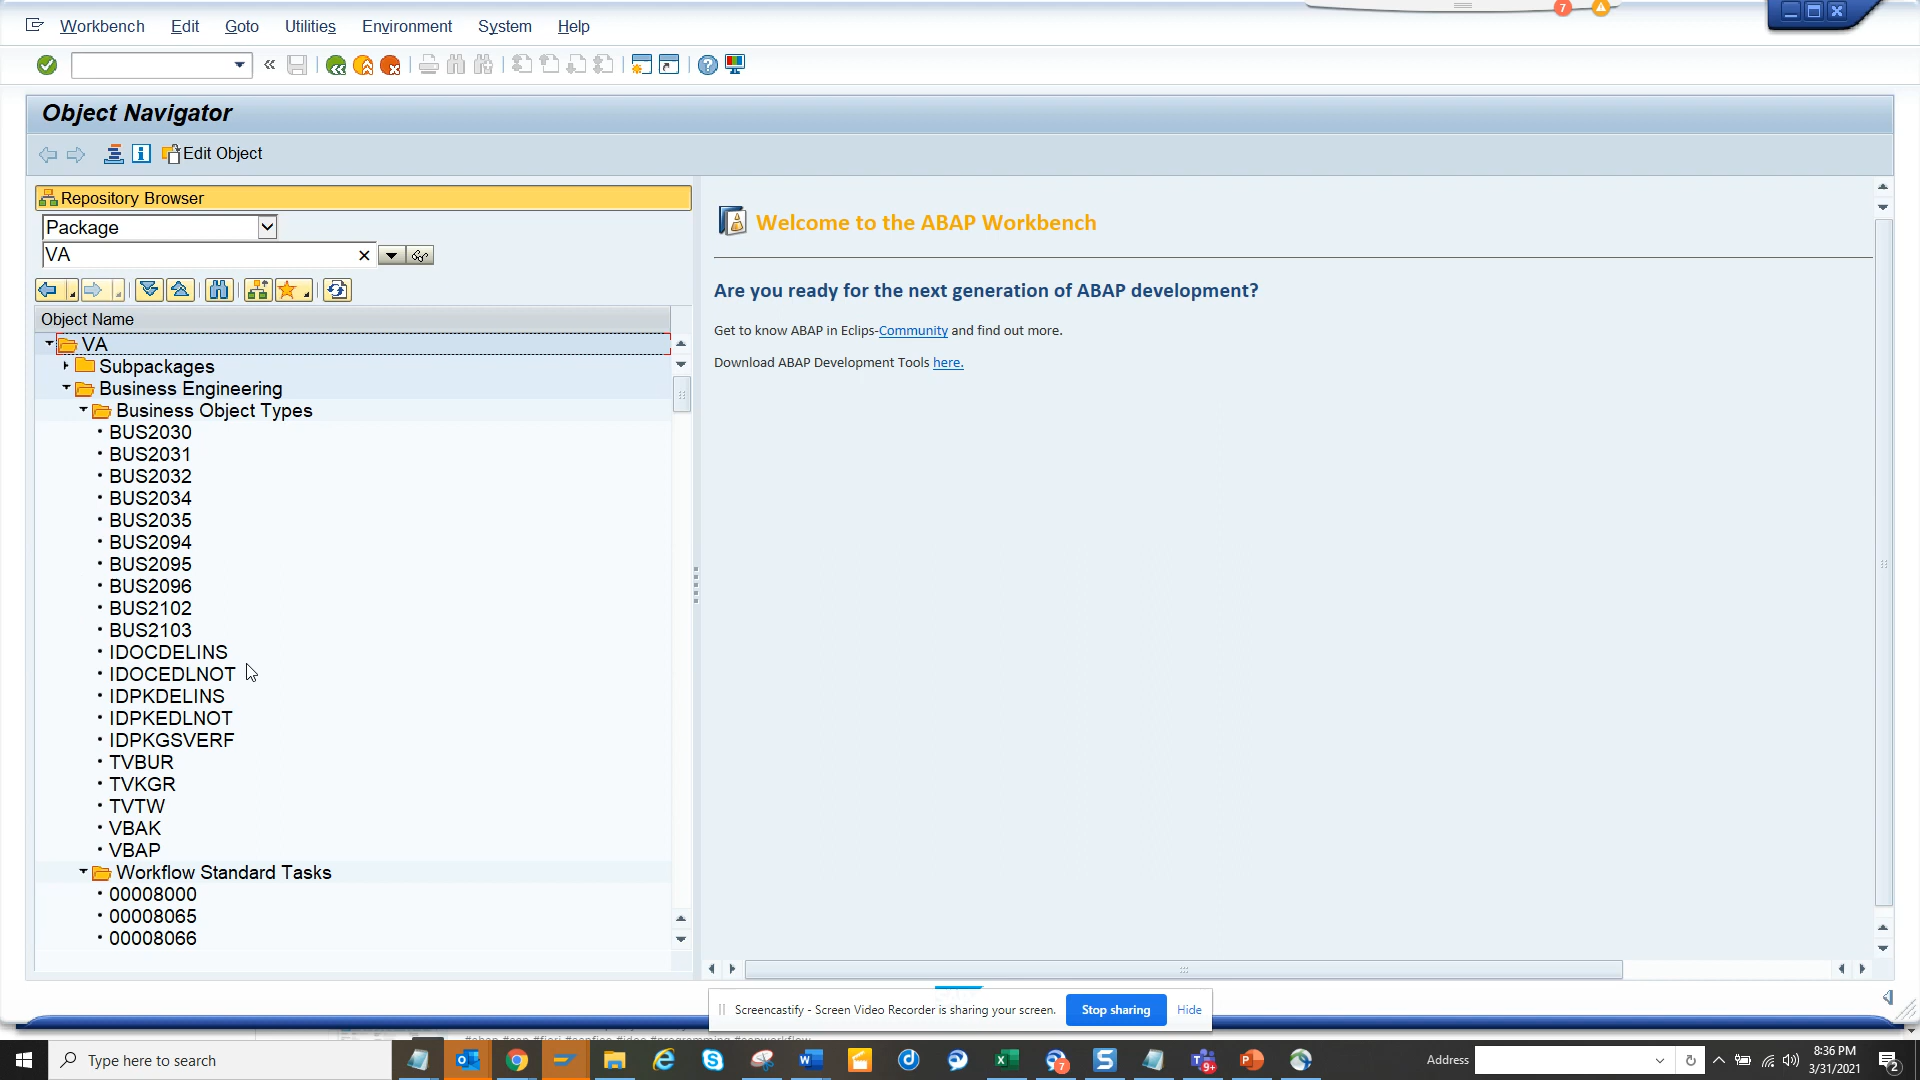 7
Workbench Edit Goto Utilities Environment System Help
Object Navigator
Edit Object
Repository Browser
Package
VA
Object Name
VA
Subpackages
Business Engineering
Business Object Types
BUS2030
BUS2031
BUS2032
BUS2034
BUS2035
BUS2094
BUS2095
BUS2096
BUS2102
BUS2103
IDOCDELINS
IDOCEDLNOT
IDPKDELINS
IDPKEDLNOT
IDPKGSVERF
TVBUR
TVKGR
TVTW
VBAK
VBAP
Workflow Standard Tasks
00008000
00008065
00008066
Welcome to the ABAP Workbench
Are you ready for the next generation of ABAP development?
Get to know ABAP in Eclips-Community and find out more.
Download ABAP Development Tools here.
Screencastify - Screen Video Recorder is sharing your screen. Stop sharing Hide
Type here to search
7
9+
Address
8:36 PM
3/31/2021
2